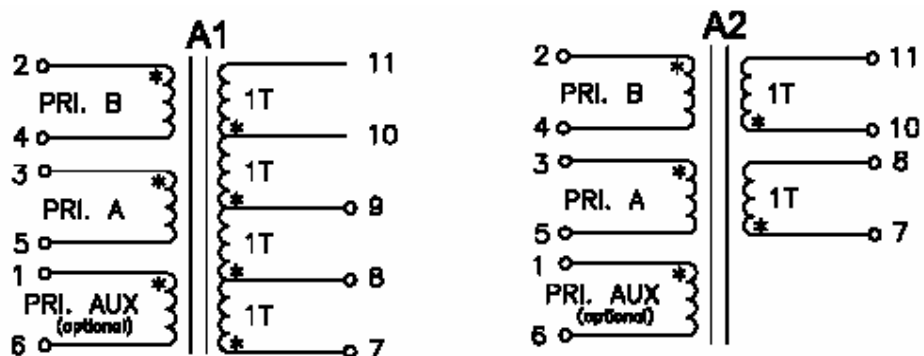 A1
2
PRI. B
4
3
PRI. A
5
1
PRI. AUX
(optional)
6
11
1T
10
1T
9
1T
8
1T
7
A2
2
PRI. B
4
3
PRI. A
5
1
PRI. AUX
(optional)
6
11
1T
10
8
1T
7